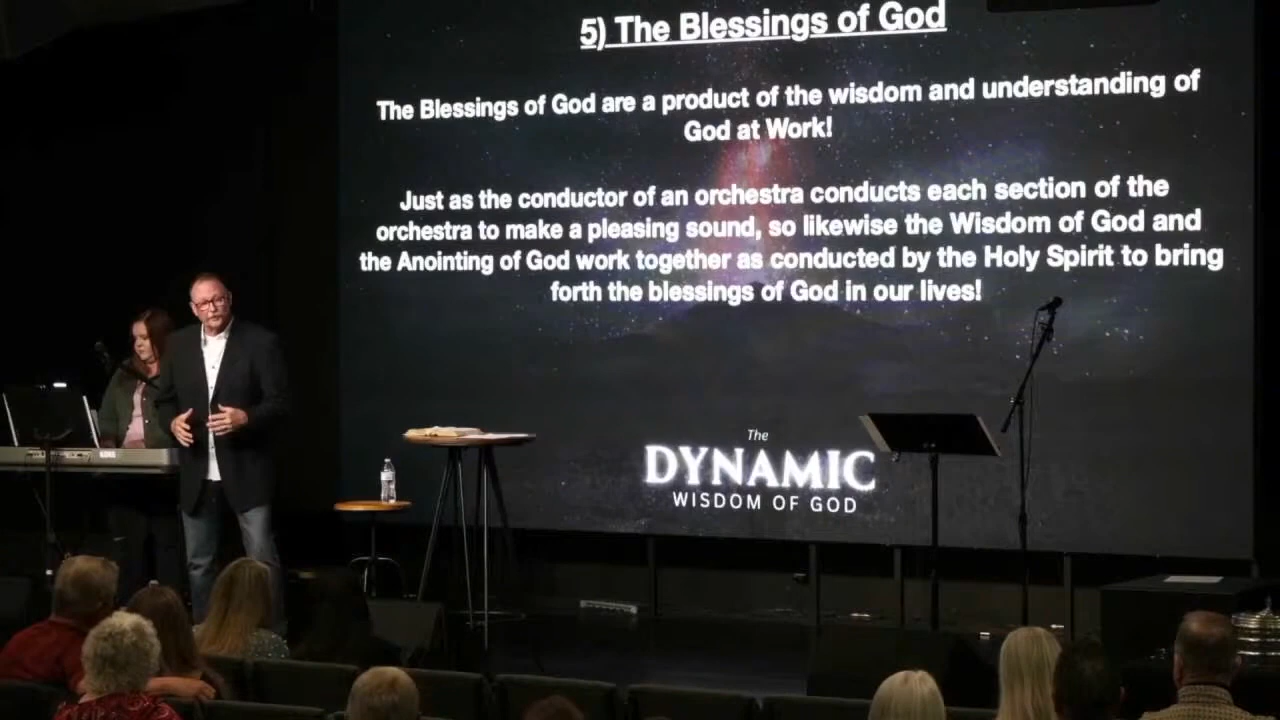 5) The Blessings of God
The Blessings of God are a product of the wisdom and understanding of
God at Work!
Just as the conductor of an orchestra conducts each section of the
orchestra to make a pleasing sound, so likewise the Wisdom of God and
the Anointing of God work together as conducted by the Holy Spirit to bring
forth the blessings of God in our lives!
The
DYNAMIC
WISDOM OF GOD
KORG